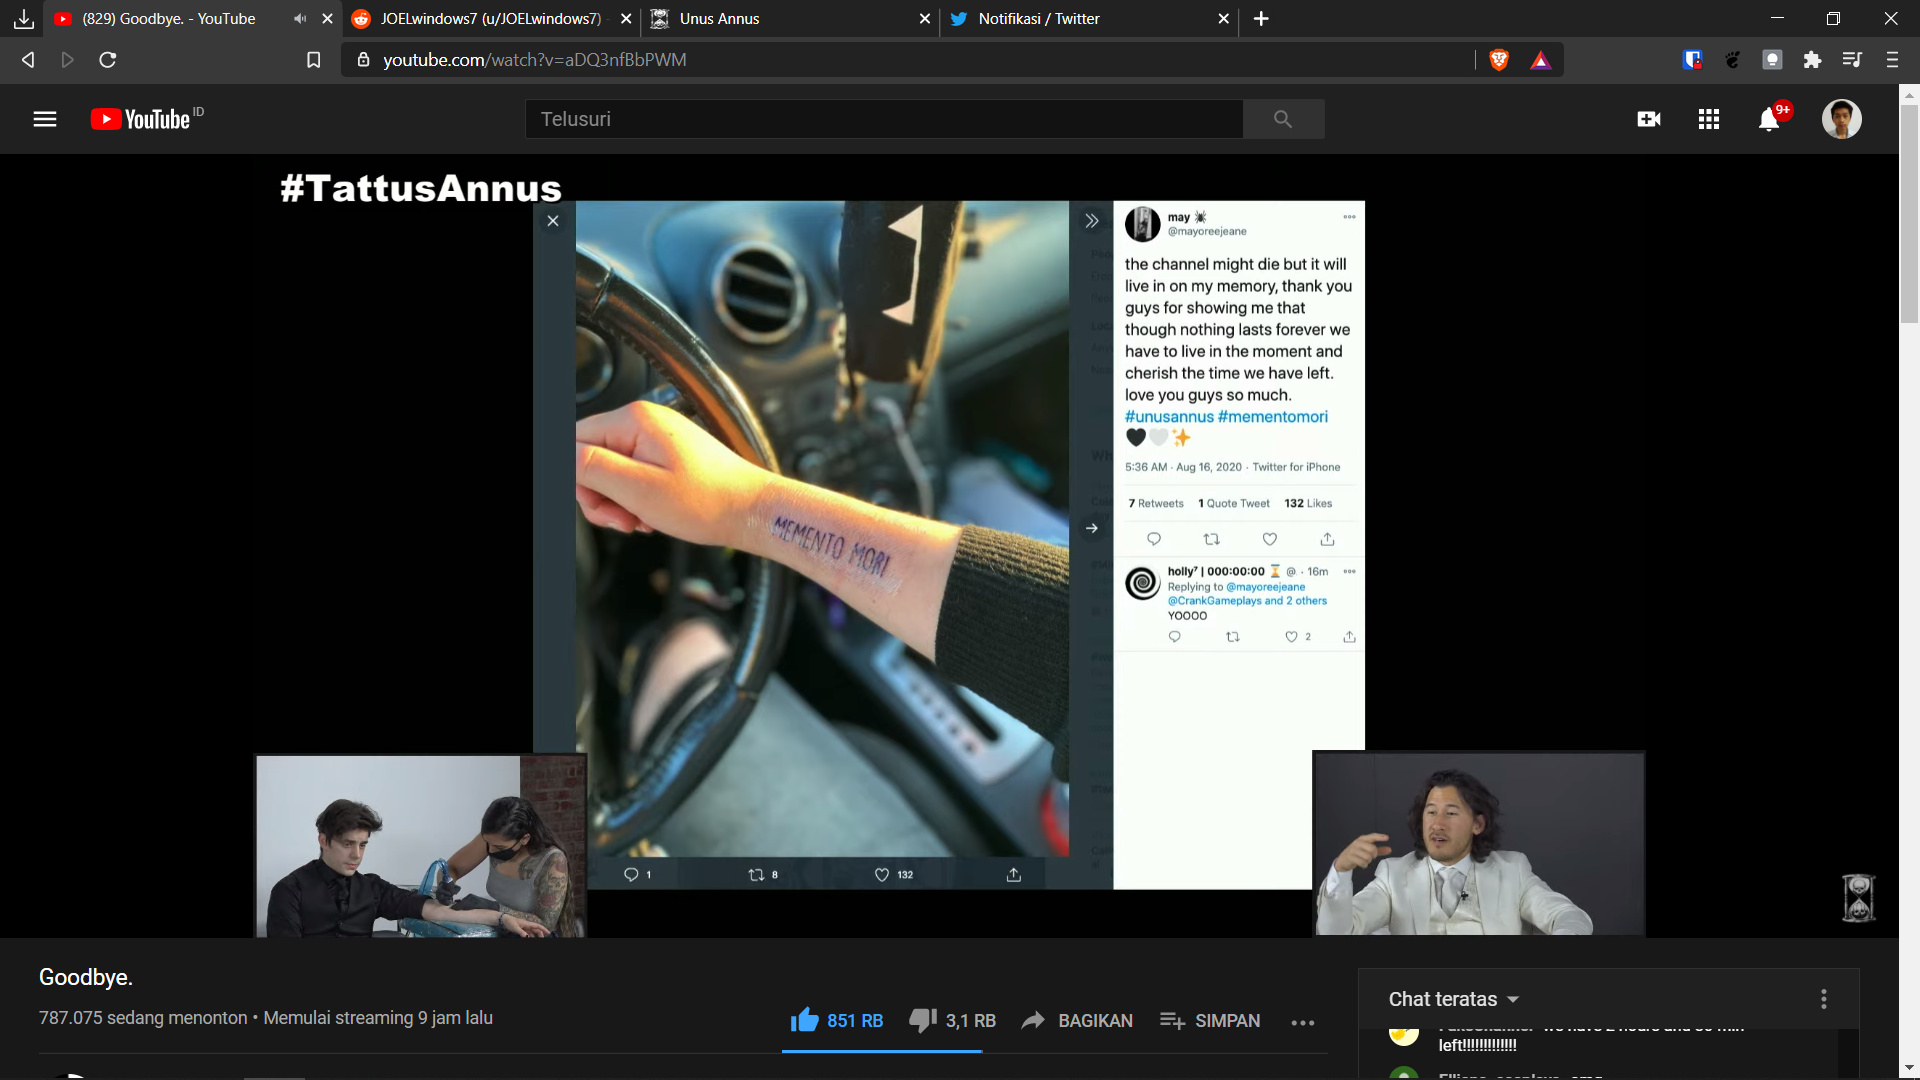 (829) Goodbye. - YouTube
JOELwindows7 (u/JOELwindows7)
Unus Annus
Notifikasi / Twitter
youtube.com/watch?v=aDQ3nfBbPWM
YouTube ID
Telusuri
9+
#TattusAnnus
may
@mayoreejeane
the channel might die but it will
live in on my memory, thank you
guys for showing me that
though nothing lasts forever we
have to live in the moment and
cherish the time we have left.
love you guys so much.
#unusannus #mementomori
5:36 AM · Aug 16, 2020 · Twitter for iPhone
7 Retweets 1 Quote Tweet 132 Likes
MEMENTO MORI
holly⁷ | 000:00:00 ⌛ @ · 16m
Replying to @mayoreejeane
@CrankGameplays and 2 others
YOOOO
2
1 8 132
Goodbye.
787.075 sedang menonton • Memulai streaming 9 jam lalu
851 RB 3,1 RB BAGIKAN SIMPAN
Chat teratas
left!!!!!!!!!!!!!